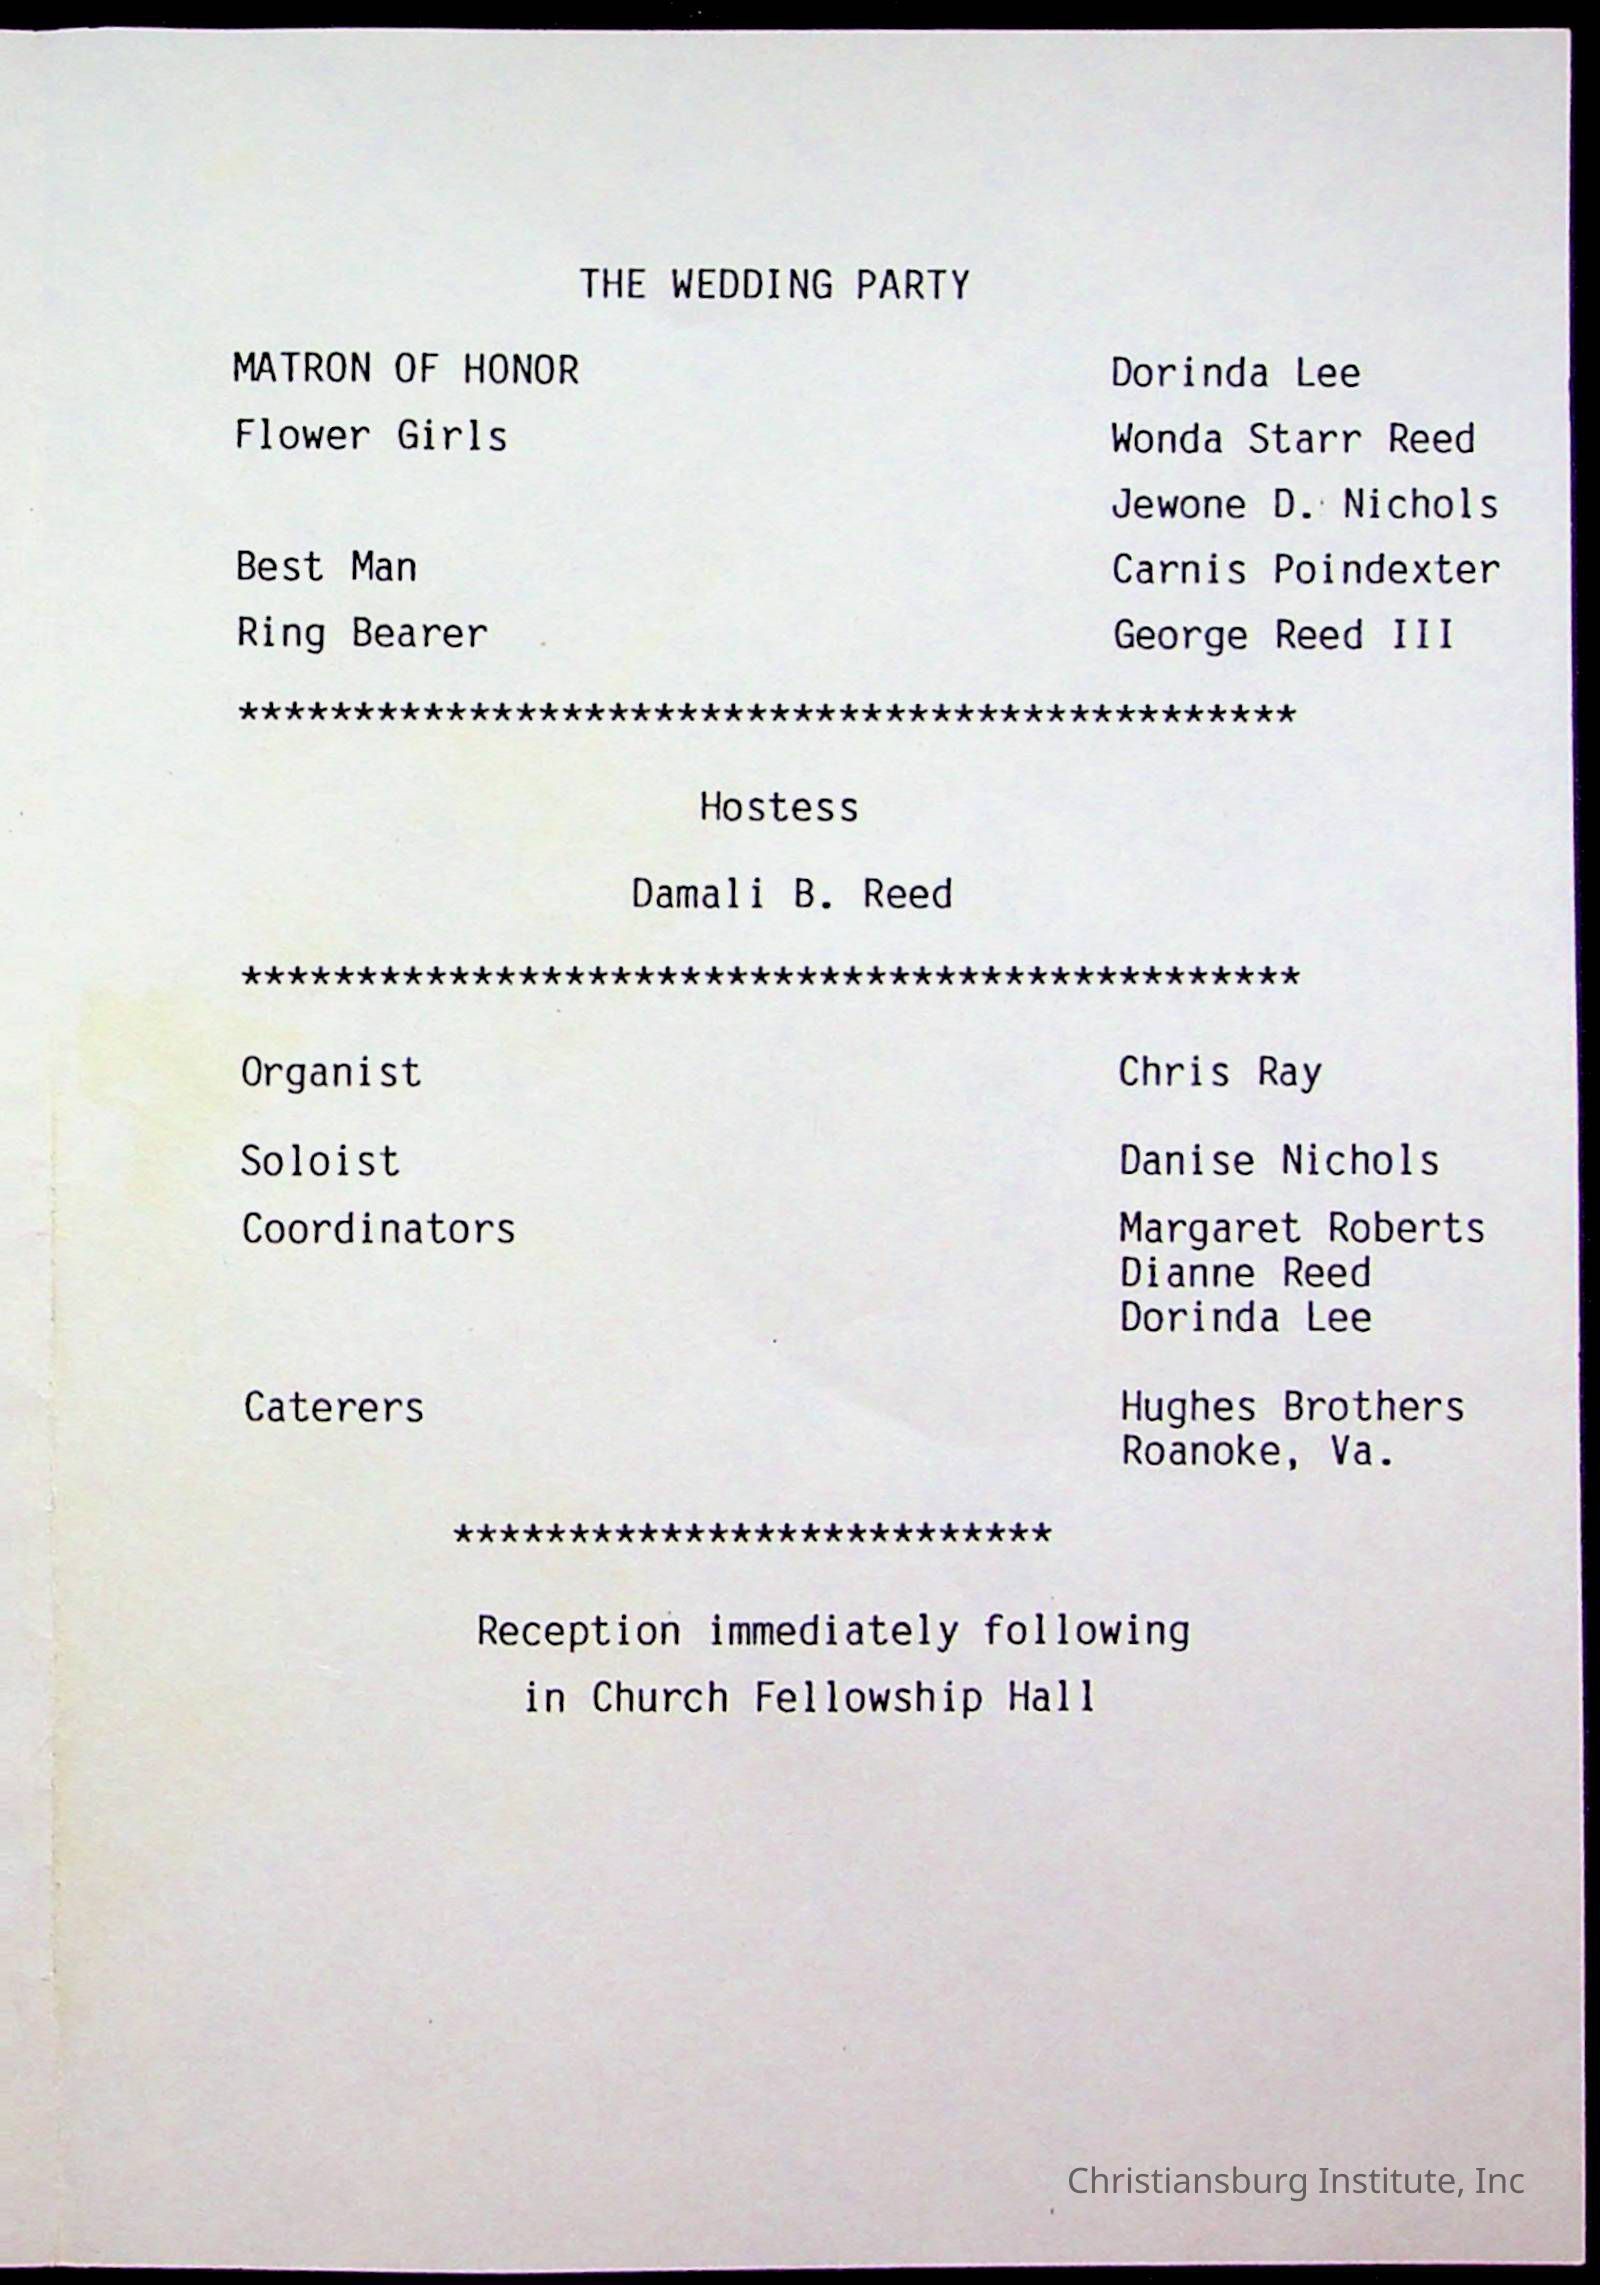 THE WEDDING PARTY
MATRON OF HONOR Dorinda Lee
Flower Girls Wonda Starr Reed
Jewone D. Nichols
Best Man Carnis Poindexter
Ring Bearer George Reed III
**********************************************
Hostess
Damali B. Reed
**********************************************
Organist Chris Ray
Soloist Danise Nichols
Coordinators Margaret Roberts
Dianne Reed
Dorinda Lee
Caterers Hughes Brothers
Roanoke, Va.
**************************
Reception immediately following
in Church Fellowship Hall
Christiansburg Institute, Inc